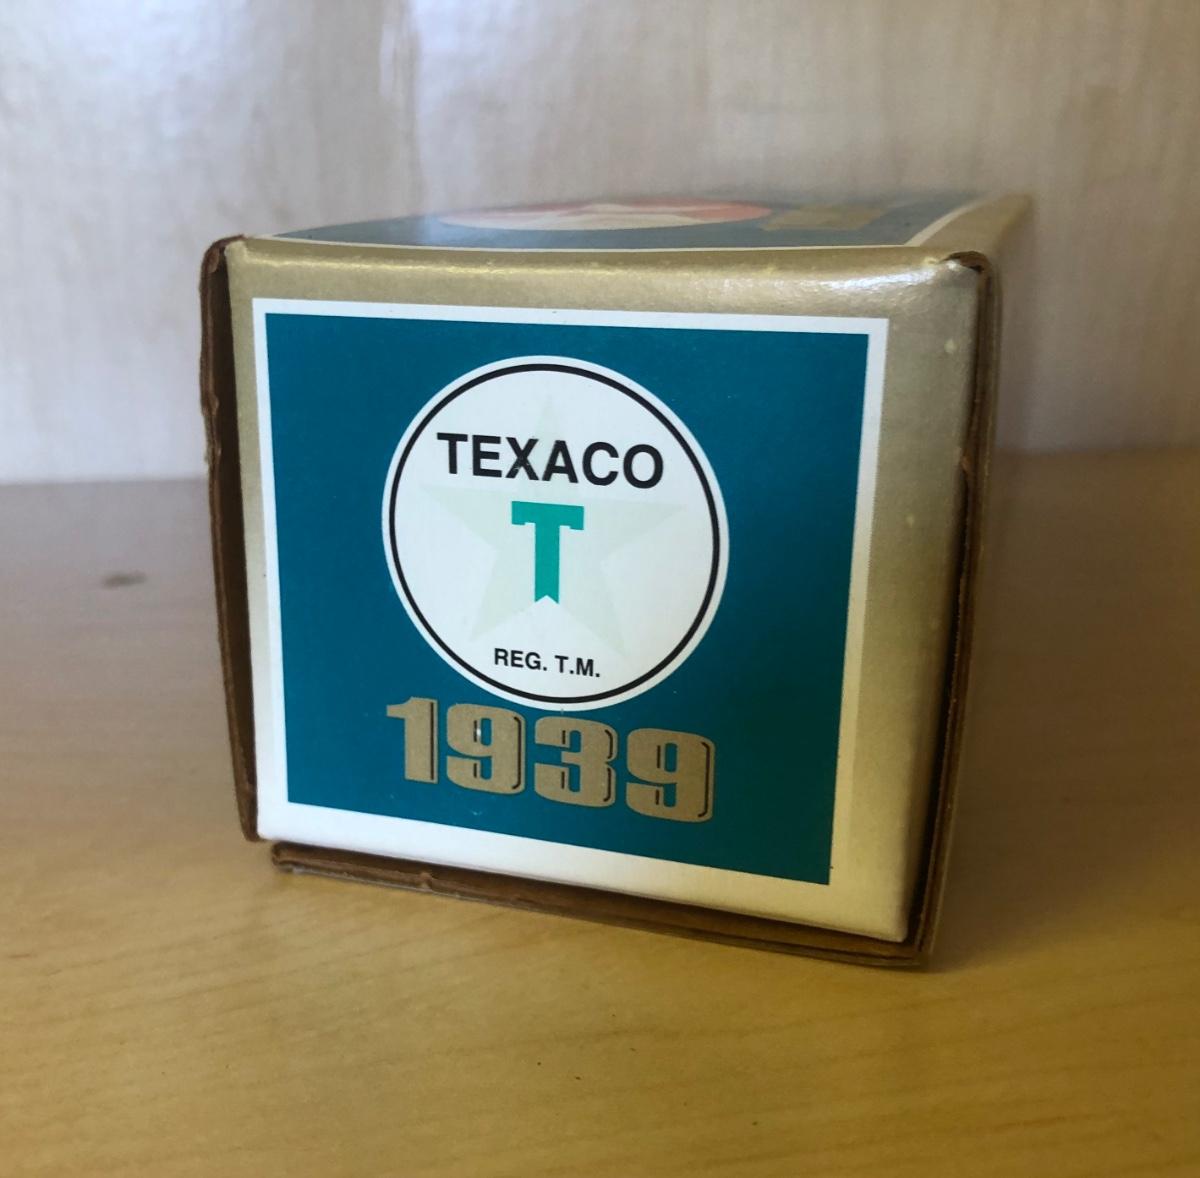 TEXACO
T
REG. T.M.
1939